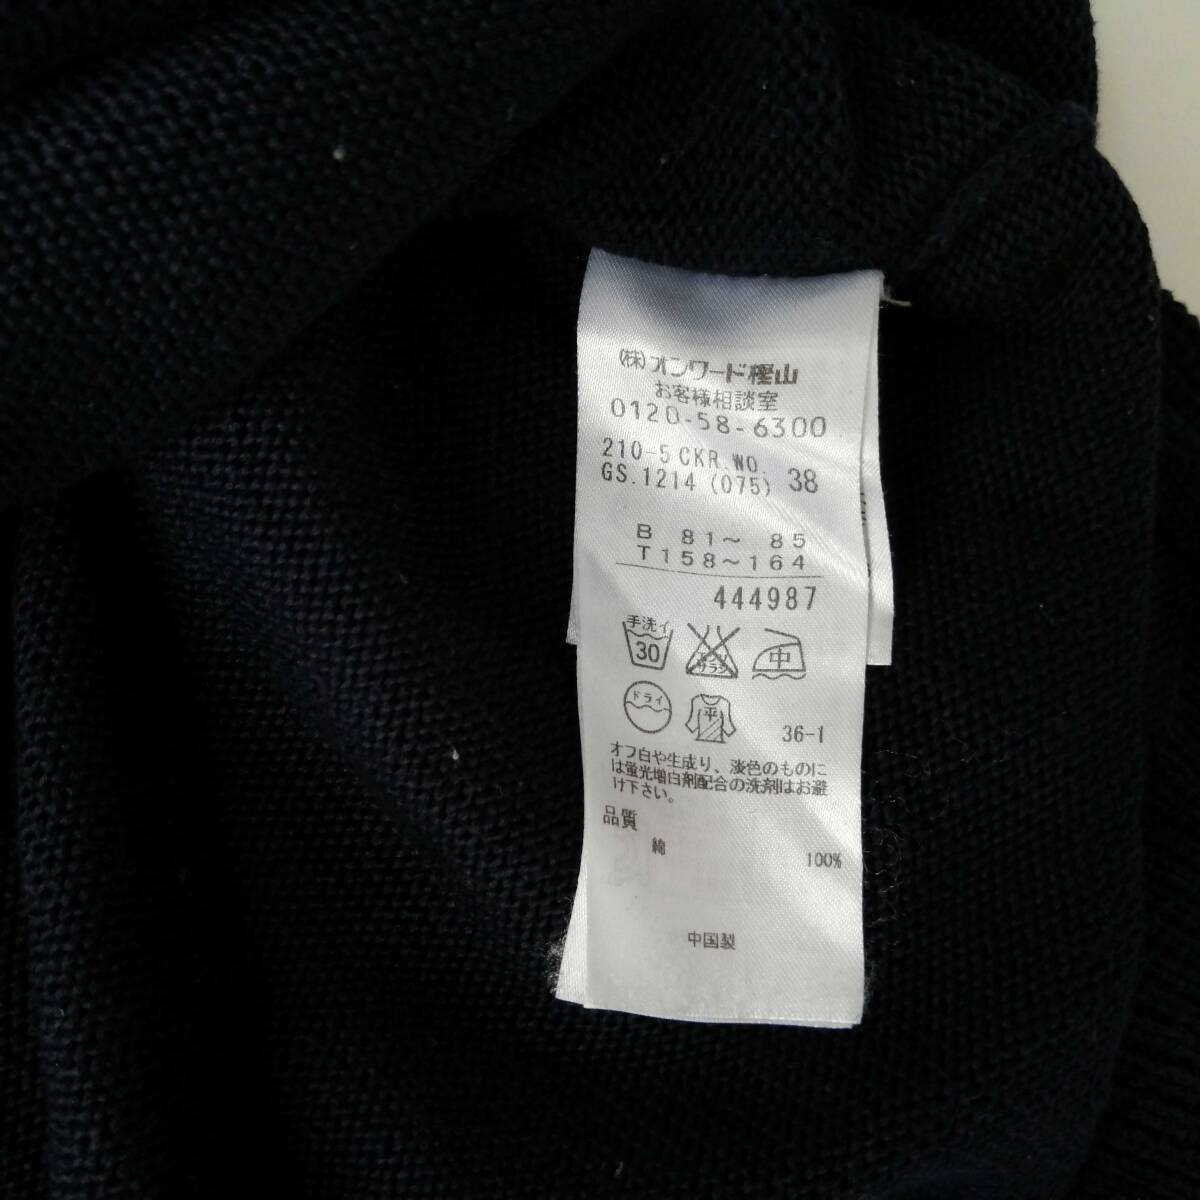 (株)オンワード樫山
お客様相談室
0120-58-6300
210-5 CKR.WO. 38
GS.1214 (075)
B 81～ 85
T158～164
444987
手洗イ
30
サラシ
中
ドライ
平
36-1
オフ白や生成り、淡色のものに
は蛍光増白剤配合の洗剤はお避
け下さい。
品質
綿 100%
中国製